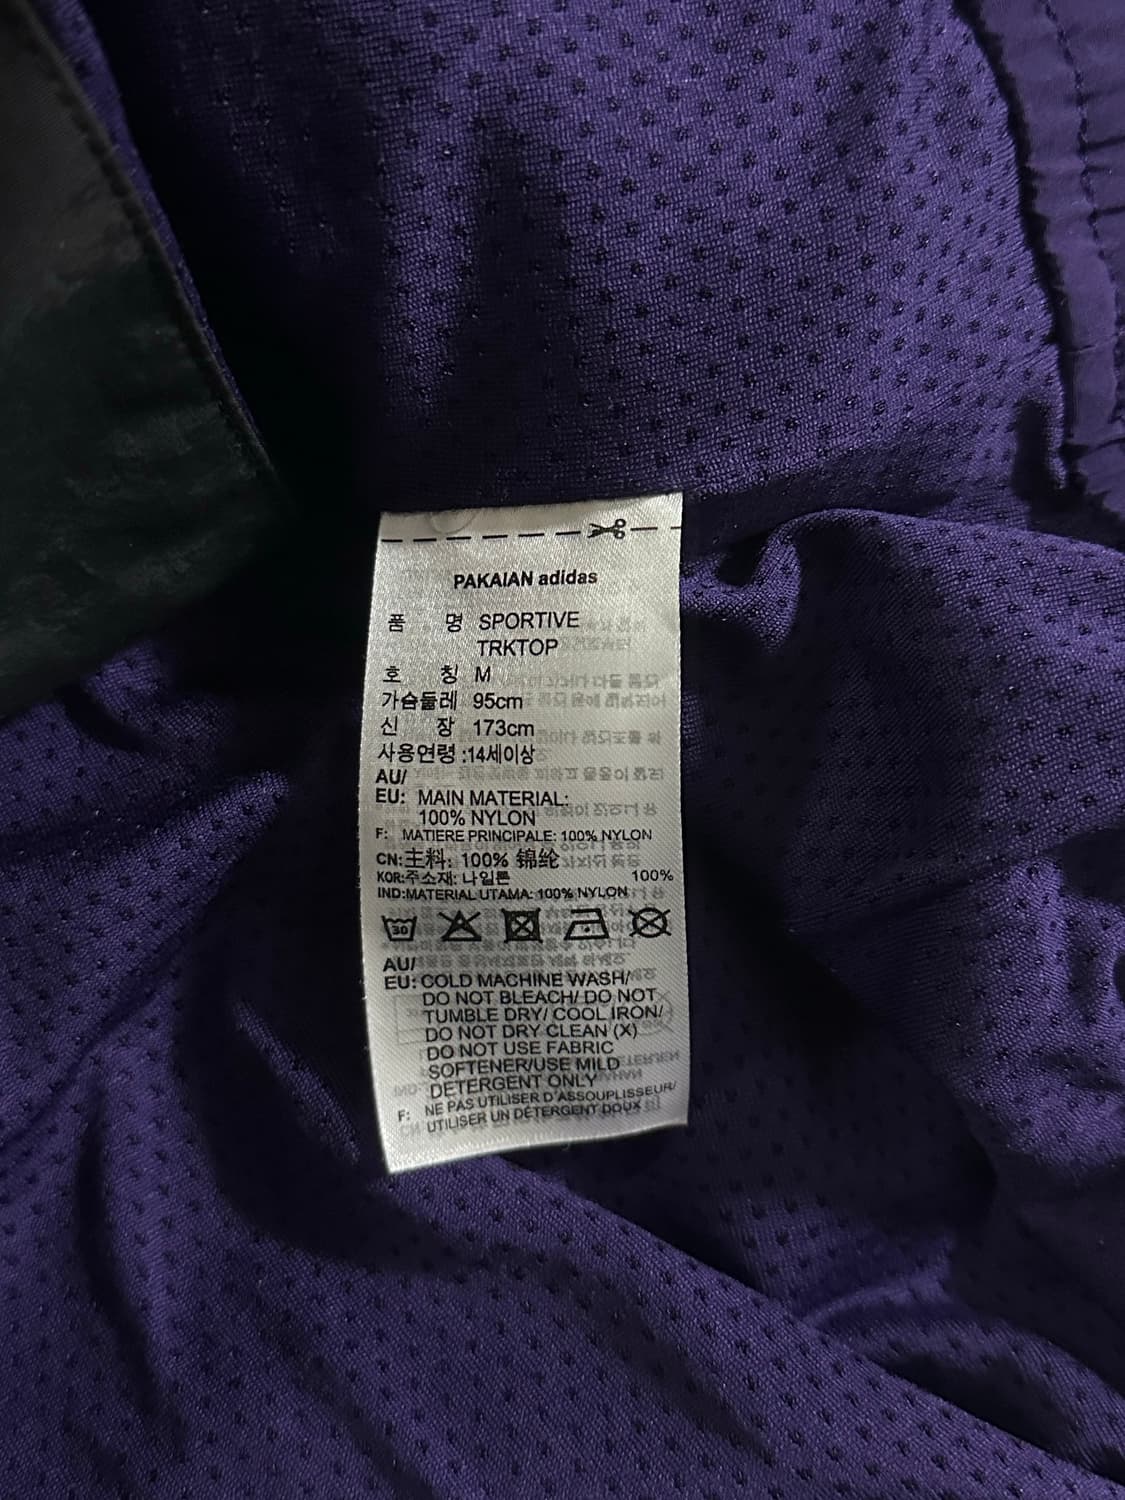 PAKAIAN adidas
품 명 SPORTIVE
TRKTOP
호 칭 M
가슴둘레 95cm
신 장 173cm
사용연령 :14세이상
AU/
EU: MAIN MATERIAL:
100% NYLON
F: MATIERE PRINCIPALE: 100% NYLON
CN:主料: 100% 锦纶
KOR:주소재: 나일론 100%
IND:MATERIAL UTAMA: 100% NYLON
30
AU/
EU: COLD MACHINE WASH/
DO NOT BLEACH/ DO NOT
TUMBLE DRY/ COOL IRON/
DO NOT DRY CLEAN (X)
DO NOT USE FABRIC
SOFTENER/USE MILD
DETERGENT ONLY
F: NE PAS UTILISER D'ASSOUPLISSEUR/
UTILISER UN DÉTERGENT DOUX